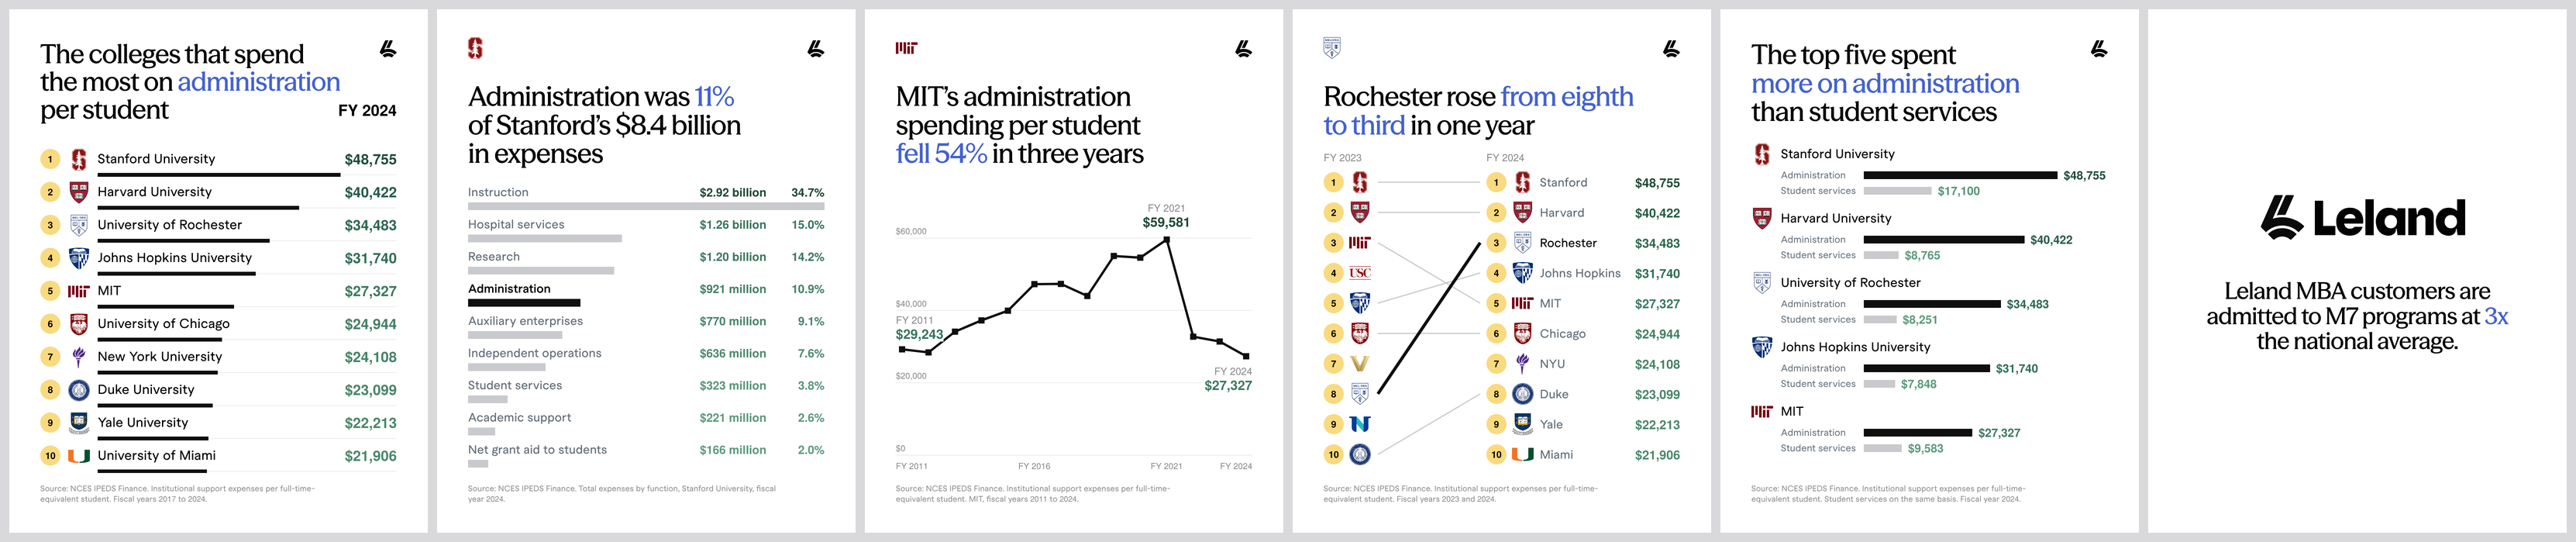 The colleges that spend
the most on administration
per student
FY 2024
1 Stanford University $48,755
2 Harvard University $40,422
3 University of Rochester $34,483
4 Johns Hopkins University $31,740
5 MIT MIT $27,327
6 University of Chicago $24,944
7 New York University $24,108
8 Duke University $23,099
9 Yale University $22,213
10 University of Miami $21,906
Source: NCES IPEDS Finance. Institutional support expenses per full-time-
equivalent student. Fiscal years 2017 to 2024.
Administration was 11%
of Stanford's $8.4 billion
in expenses
Instruction $2.92 billion 34.7%
Hospital services $1.26 billion 15.0%
Research $1.20 billion 14.2%
Administration $921 million 10.9%
Auxiliary enterprises $770 million 9.1%
Independent operations $636 million 7.6%
Student services $323 million 3.8%
Academic support $221 million 2.6%
Net grant aid to students $166 million 2.0%
Source: NCES IPEDS Finance. Total expenses by function, Stanford University, fiscal
year 2024.
MIT
MIT's administration
spending per student
fell 54% in three years
FY 2021
$59,581
$60,000
$40,000
FY 2011
$29,243
FY 2024
$27,327
$20,000
$0
FY 2011 FY 2016 FY 2021 FY 2024
Source: NCES IPEDS Finance. Institutional support expenses per full-time-
equivalent student. MIT, fiscal years 2011 to 2024.
Rochester rose from eighth
to third in one year
FY 2023 FY 2024
1 1 Stanford $48,755
2 2 Harvard $40,422
3 MIT 3 Rochester $34,483
4 USC 4 Johns Hopkins $31,740
5 5 MIT MIT $27,327
6 6 Chicago $24,944
7 V 7 NYU $24,108
8 8 Duke $23,099
9 N 9 Yale $22,213
10 10 Miami $21,906
Source: NCES IPEDS Finance. Institutional support expenses per full-time-
equivalent student. Fiscal years 2023 and 2024.
The top five spent
more on administration
than student services
Stanford University
Administration $48,755
Student services $17,100
Harvard University
Administration $40,422
Student services $8,765
University of Rochester
Administration $34,483
Student services $8,251
Johns Hopkins University
Administration $31,740
Student services $7,848
MIT MIT
Administration $27,327
Student services $9,583
Source: NCES IPEDS Finance. Institutional support expenses per full-time-
equivalent student. Student services on the same basis. Fiscal year 2024.
Leland
Leland MBA customers are
admitted to M7 programs at 3x
the national average.